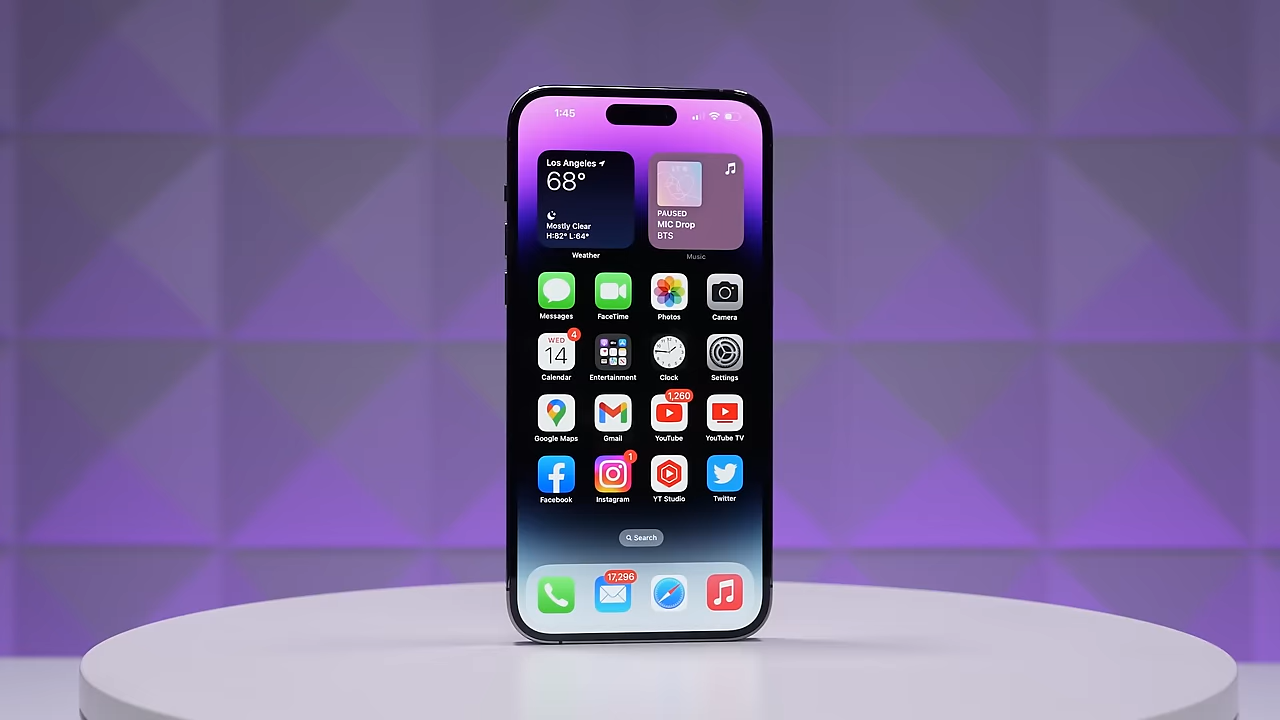 1:45
Los Angeles
68°
Mostly Clear
H:82° L:64°
Weather
PAUSED
MIC Drop
BTS
Music
Messages
FaceTime
Photos
Camera
WED
14
4
Calendar
Entertainment
Clock
Settings
Google Maps
Gmail
1,260
YouTube
YouTube TV
Facebook
1
Instagram
YT Studio
Twitter
Search
17,296